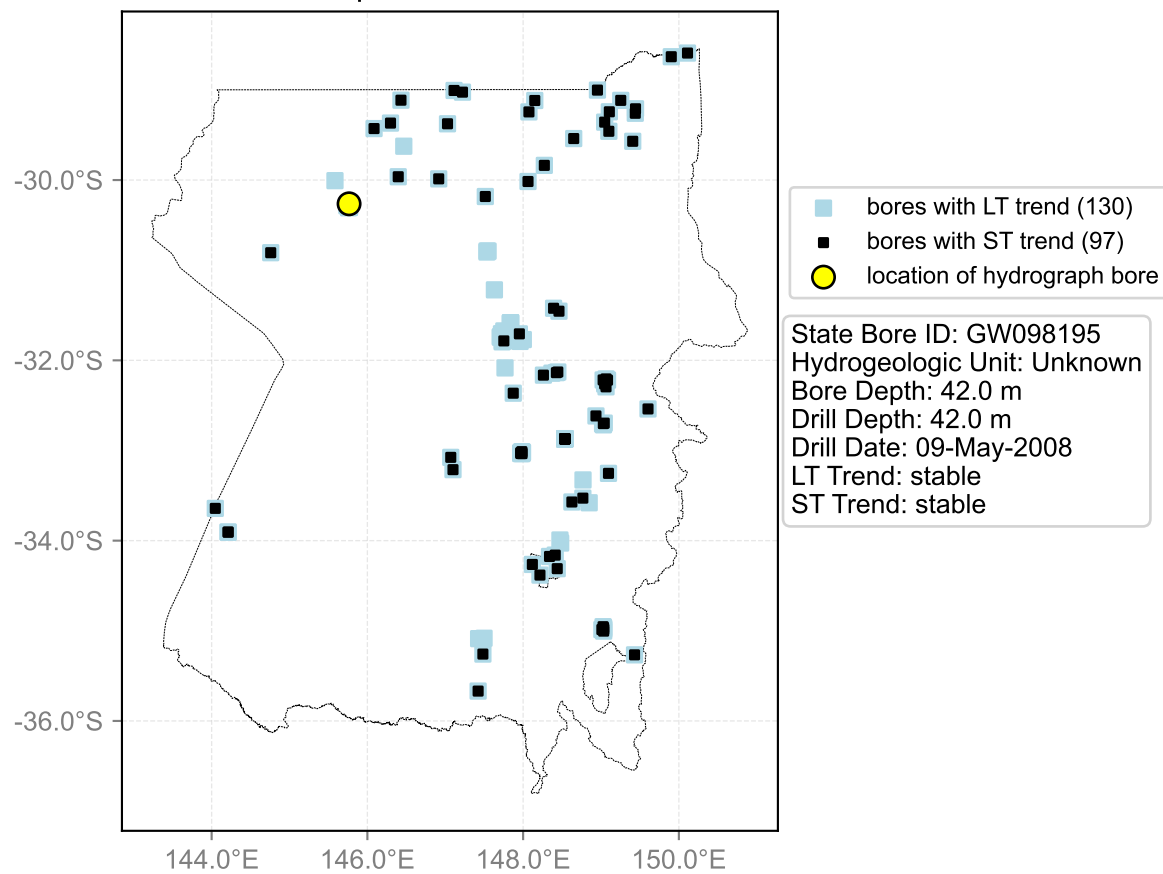 -30.0°S
-32.0°S
-34.0°S
-36.0°S
144.0°E
146.0°E
148.0°E
150.0°E
bores with LT trend (130)
bores with ST trend (97)
location of hydrograph bore
State Bore ID: GW098195
Hydrogeologic Unit: Unknown
Bore Depth: 42.0 m
Drill Depth: 42.0 m
Drill Date: 09-May-2008
LT Trend: stable
ST Trend: stable